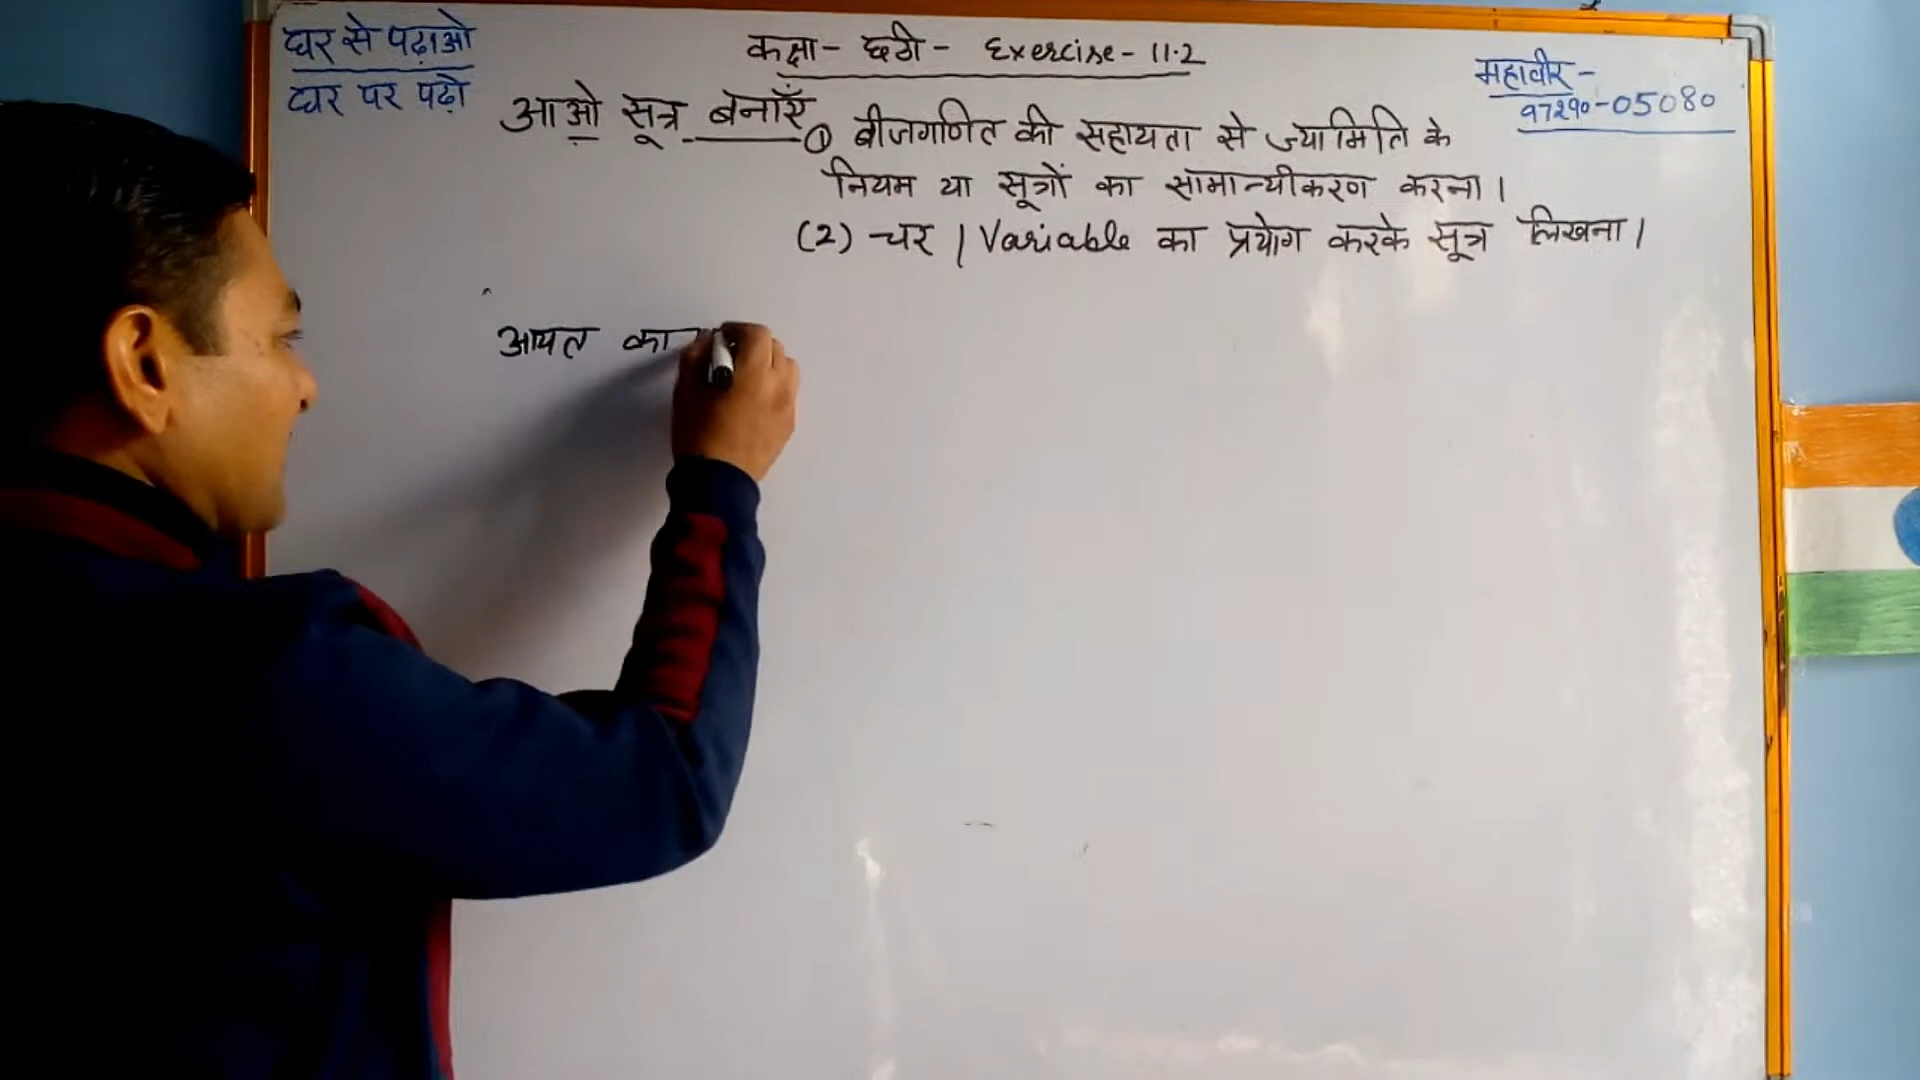 घर से पढ़ाओ
घर पर पढ़ो
कक्षा - छठी - Exercise - 11.2
महावीर -
97290-05080
आओ सूत्र बनाएँ
① बीजगणित की सहायता से ज्यामिति के
नियम या सूत्रों का सामान्यीकरण करना।
(2) चर / Variable का प्रयोग करके सूत्र लिखना।
आयत का